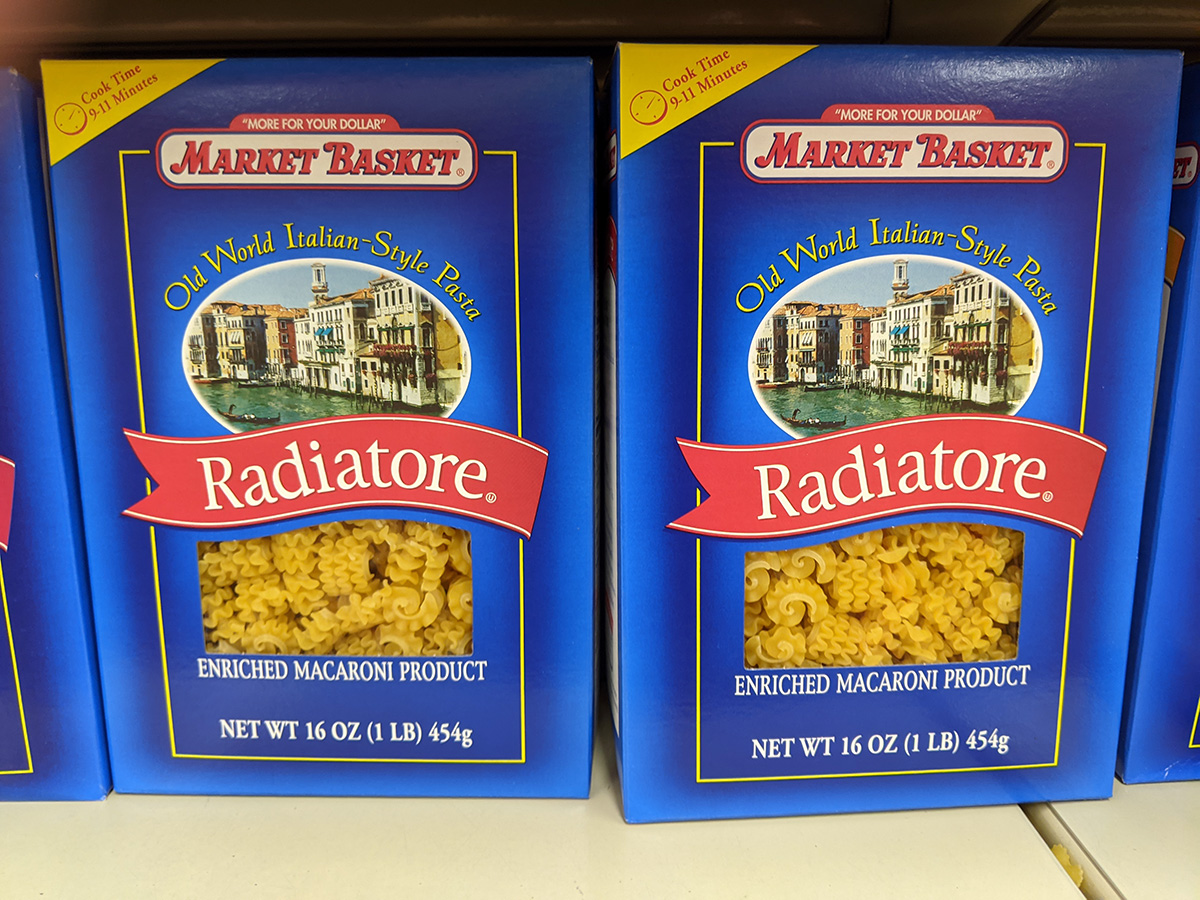 Cook Time
9-11 Minutes
"MORE FOR YOUR DOLLAR"
MARKET BASKET®
Old World Italian-Style Pasta
Radiatore
ENRICHED MACARONI PRODUCT
NET WT 16 OZ (1 LB) 454g
Cook Time
9-11 Minutes
"MORE FOR YOUR DOLLAR"
MARKET BASKET®
Old World Italian-Style Pasta
Radiatore
ENRICHED MACARONI PRODUCT
NET WT 16 OZ (1 LB) 454g